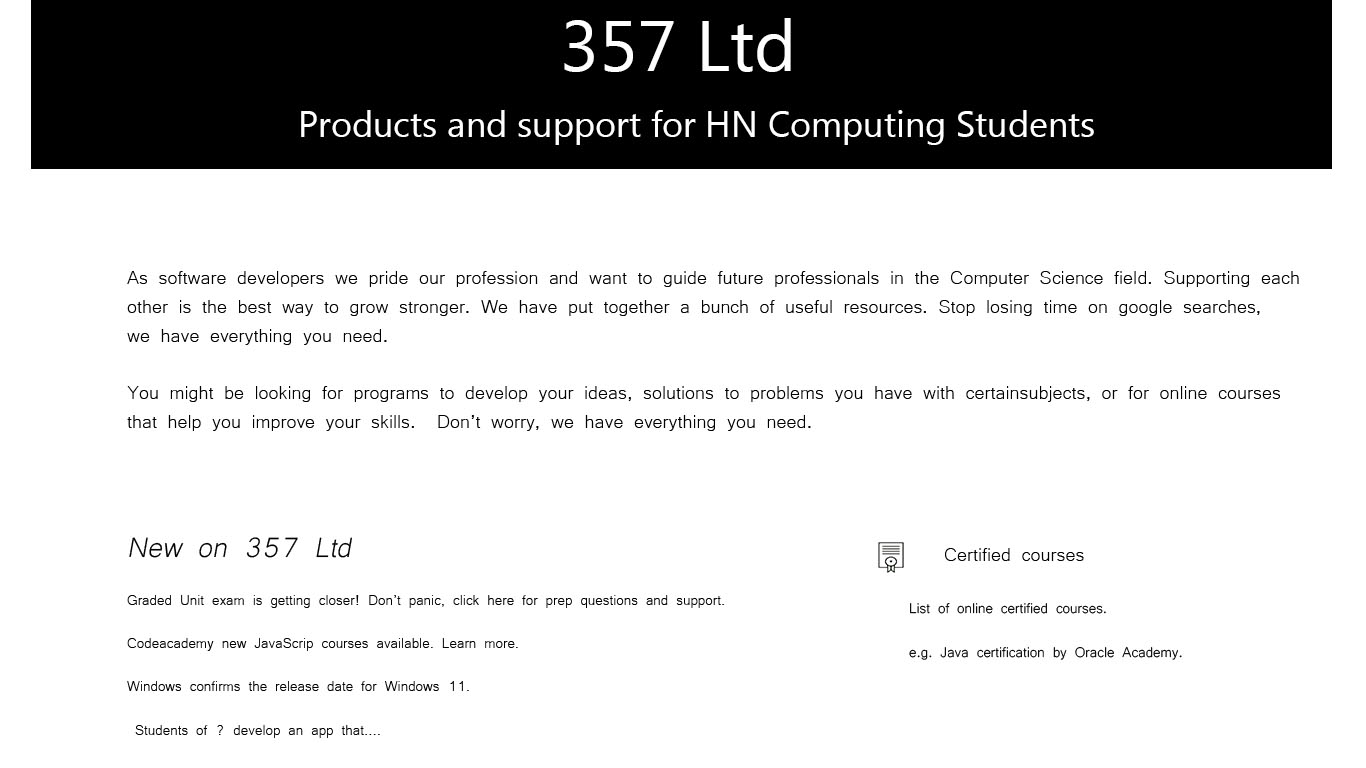 357 Ltd
Products and support for HN Computing Students
As software developers we pride our profession and want to guide future professionals in the Computer Science field. Supporting each
other is the best way to grow stronger. We have put together a bunch of useful resources. Stop losing time on google searches,
we have everything you need.
You might be looking for programs to develop your ideas, solutions to problems you have with certainsubjects, or for online courses
that help you improve your skills.  Don't worry, we have everything you need.
New on 357 Ltd
Graded Unit exam is getting closer! Don't panic, click here for prep questions and support.
Codeacademy new JavaScrip courses available. Learn more.
Windows confirms the release date for Windows 11.
Students of ? develop an app that....
Certified courses
List of online certified courses.
e.g. Java certification by Oracle Academy.